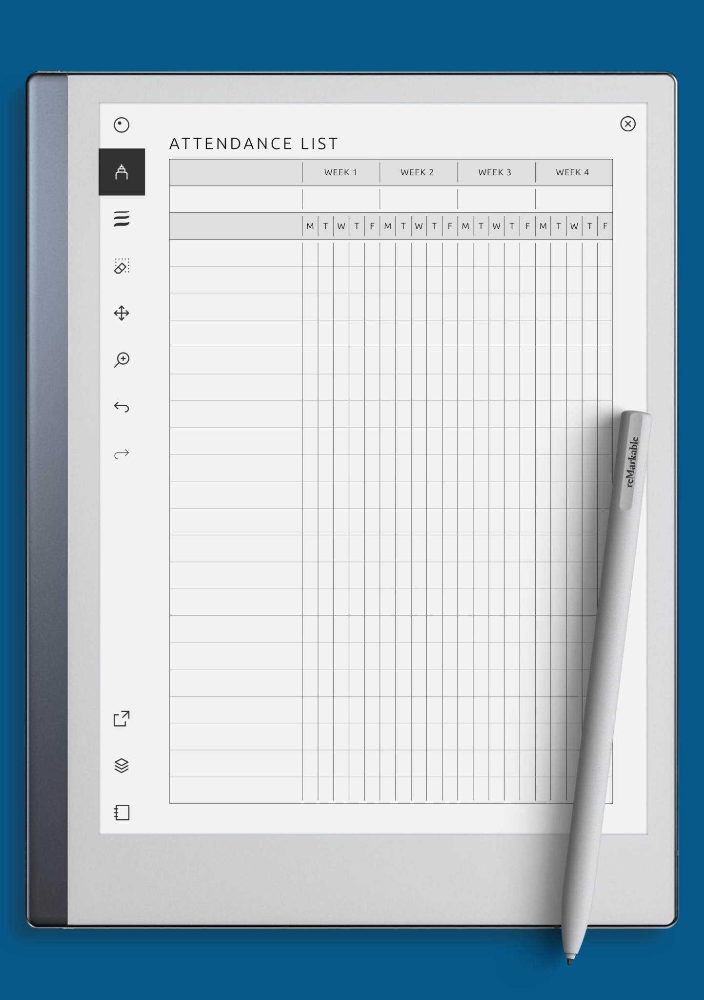 ATTENDANCE LIST
WEEK 1 WEEK 2 WEEK 3 WEEK 4
M T W T F M T W T F M T W T F M T W T F
reMarkable